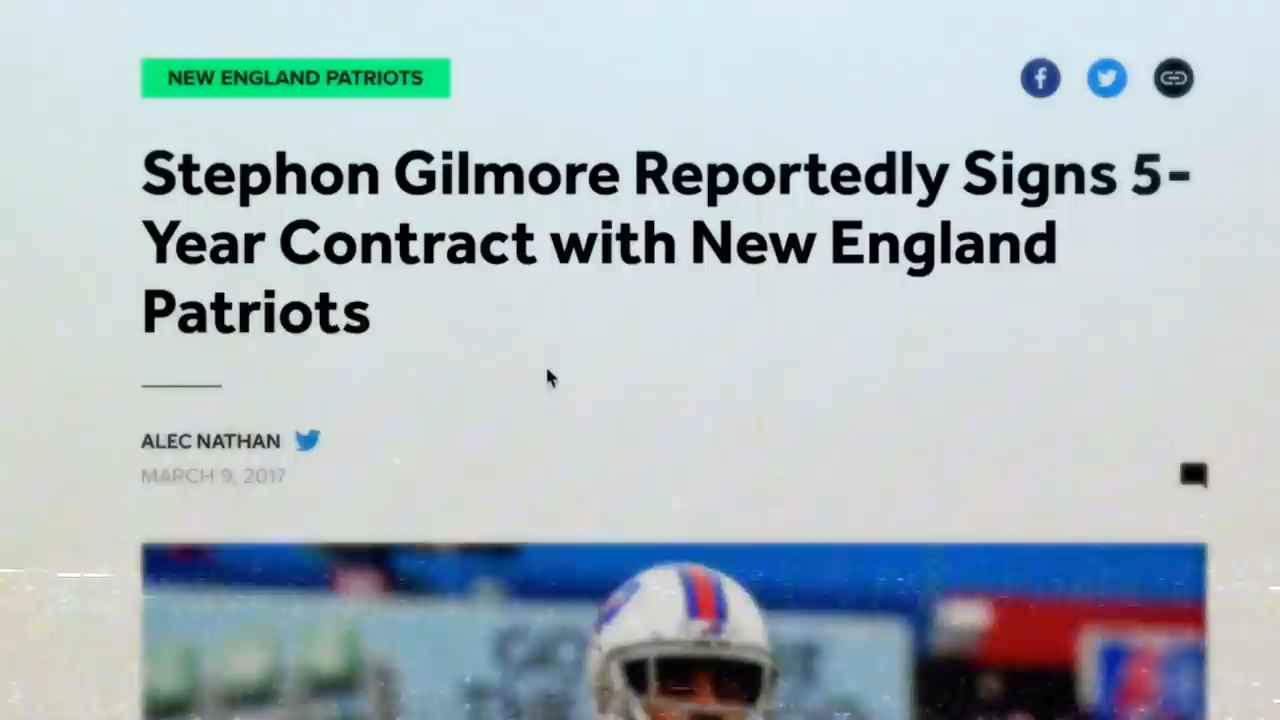 NEW ENGLAND PATRIOTS
Stephon Gilmore Reportedly Signs 5-
Year Contract with New England
Patriots
ALEC NATHAN
MARCH 9, 2017